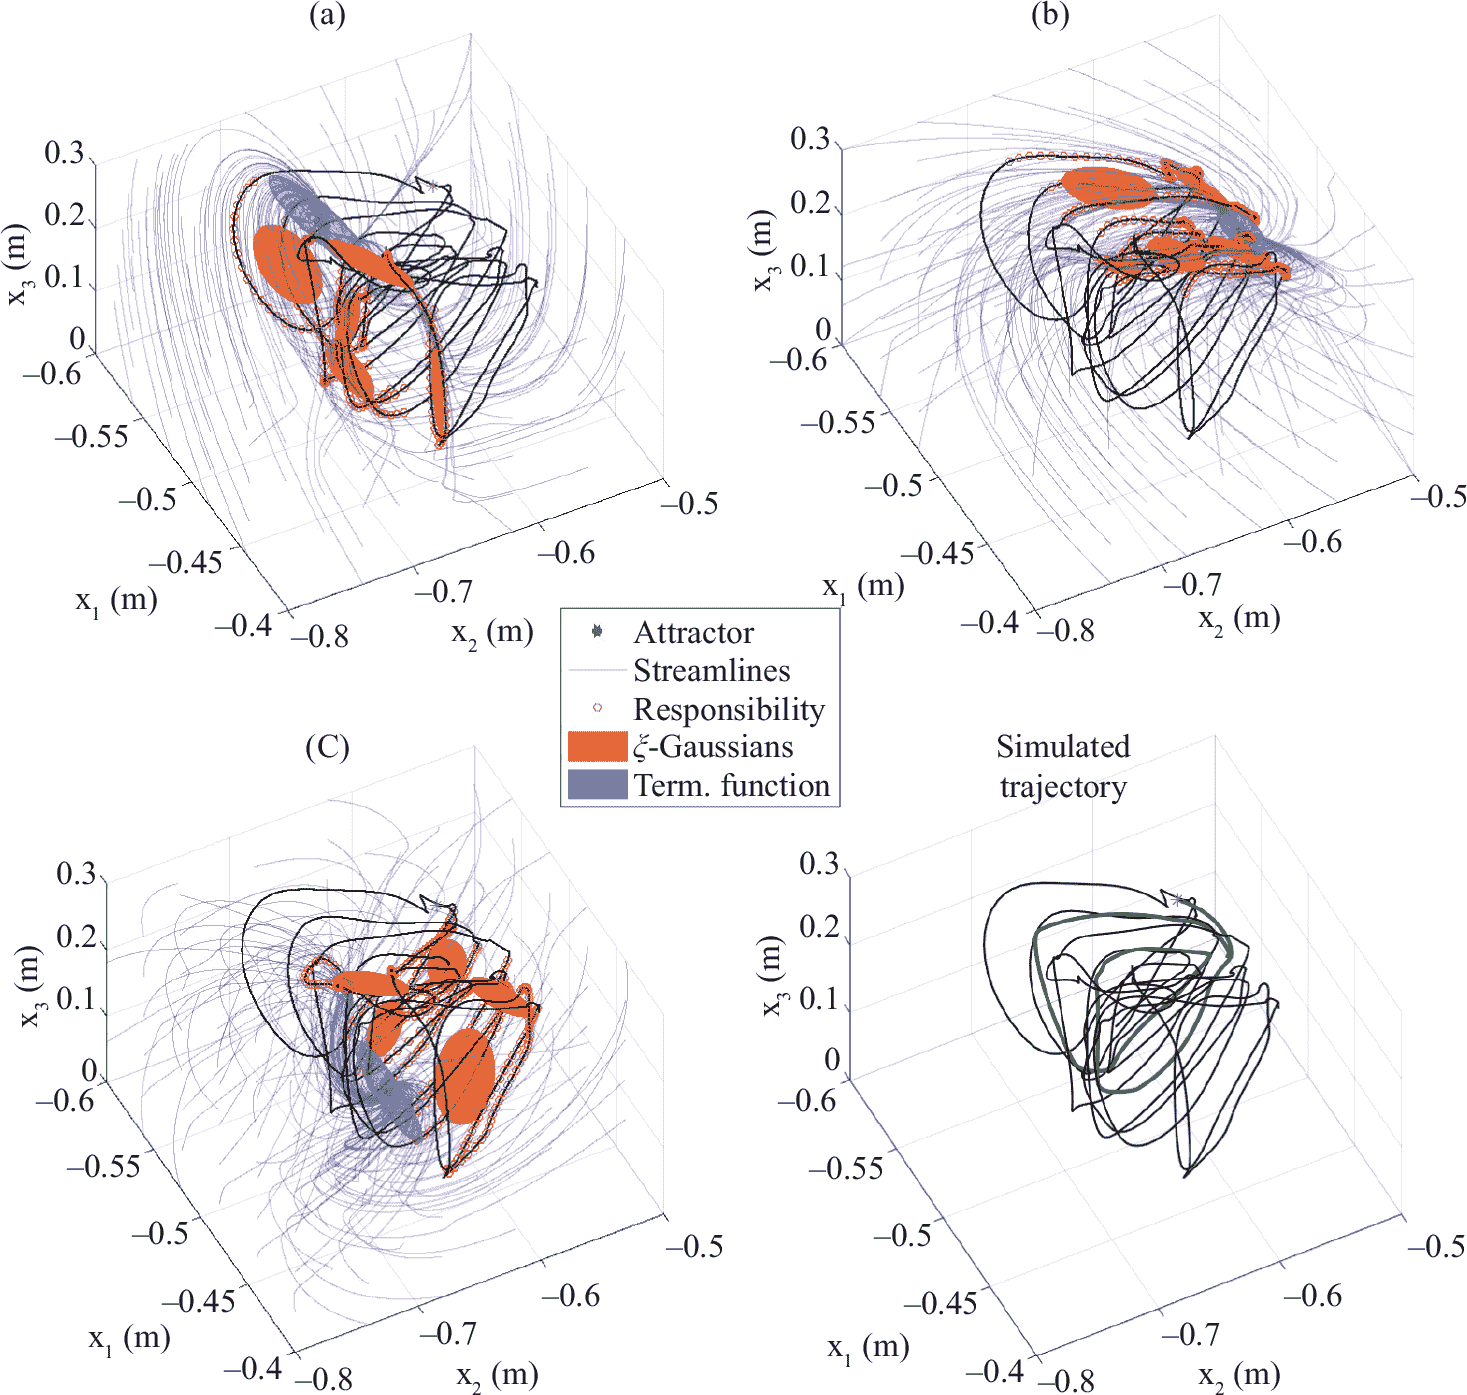 (a)
0.3
0.2
0.1
0
x3 (m)
–0.6
–0.55
–0.5
–0.45
–0.4
x1 (m)
–0.8
–0.7
–0.6
–0.5
x2 (m)
(b)
0.3
0.2
0.1
0
x3 (m)
–0.6
–0.55
–0.5
–0.45
–0.4
x1 (m)
–0.8
–0.7
–0.6
–0.5
x2 (m)
Attractor
Streamlines
Responsibility
ξ-Gaussians
Term. function
(C)
0.3
0.2
0.1
0
x3 (m)
–0.6
–0.55
–0.5
–0.45
–0.4
x1 (m)
–0.8
–0.7
–0.6
–0.5
x2 (m)
Simulated
trajectory
0.3
0.2
0.1
0
x3 (m)
–0.6
–0.55
–0.5
–0.45
–0.4
x1 (m)
–0.8
–0.7
–0.6
–0.5
x2 (m)